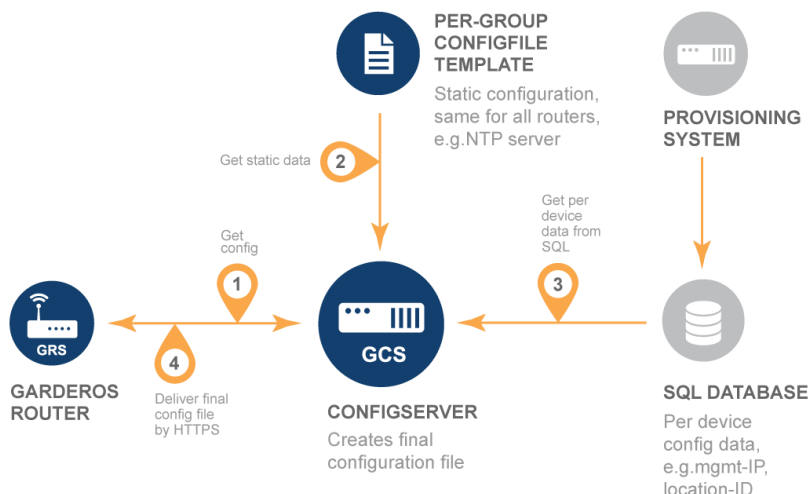 PER-GROUP
CONFIGFILE
TEMPLATE
Static configuration,
same for all routers,
e.g.NTP server
PROVISIONING
SYSTEM
Get static data
2
Get per
device
data from
SQL
3
Get
config
1
GRS
4
GCS
GARDEROS
ROUTER
Deliver final
config file
by HTTPS
CONFIGSERVER
Creates final
configuration file
SQL DATABASE
Per device
config data,
e.g.mgmt-IP,
location-ID